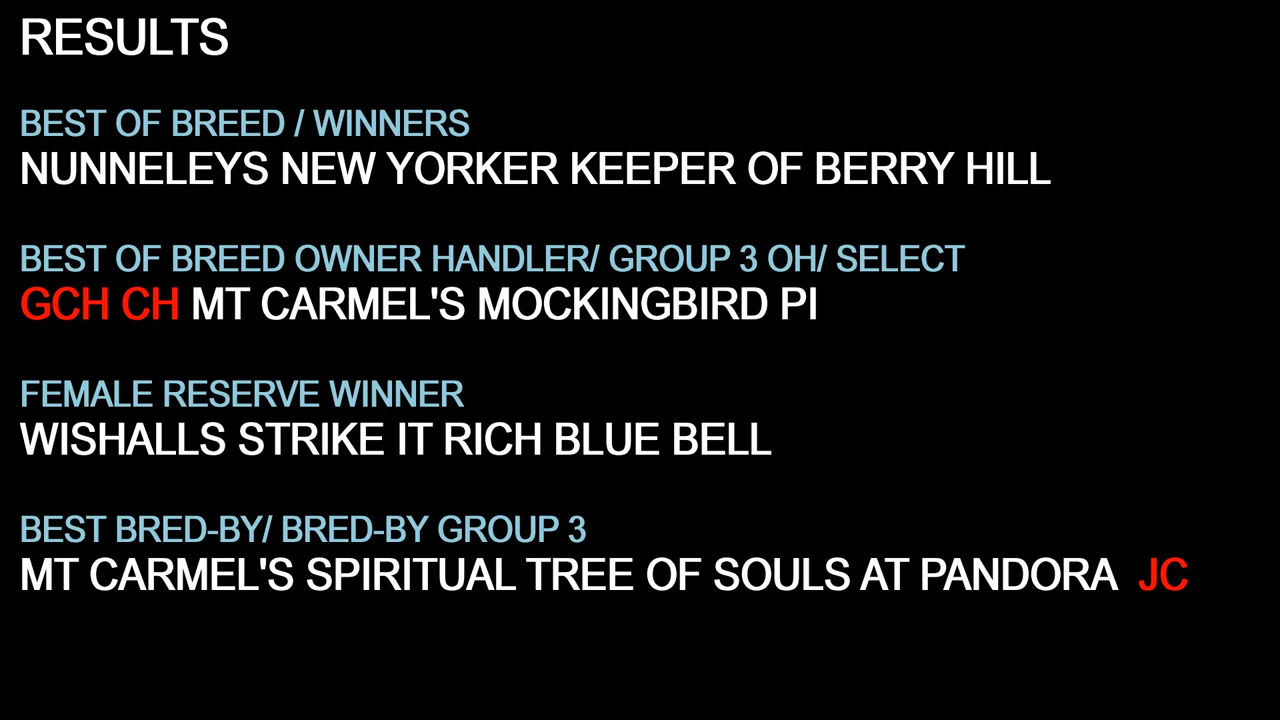 RESULTS
BEST OF BREED / WINNERS
NUNNELEYS NEW YORKER KEEPER OF BERRY HILL
BEST OF BREED OWNER HANDLER/ GROUP 3 OH/ SELECT
GCH CH MT CARMEL'S MOCKINGBIRD PI
FEMALE RESERVE WINNER
WISHALLS STRIKE IT RICH BLUE BELL
BEST BRED-BY/ BRED-BY GROUP 3
MT CARMEL'S SPIRITUAL TREE OF SOULS AT PANDORA JC